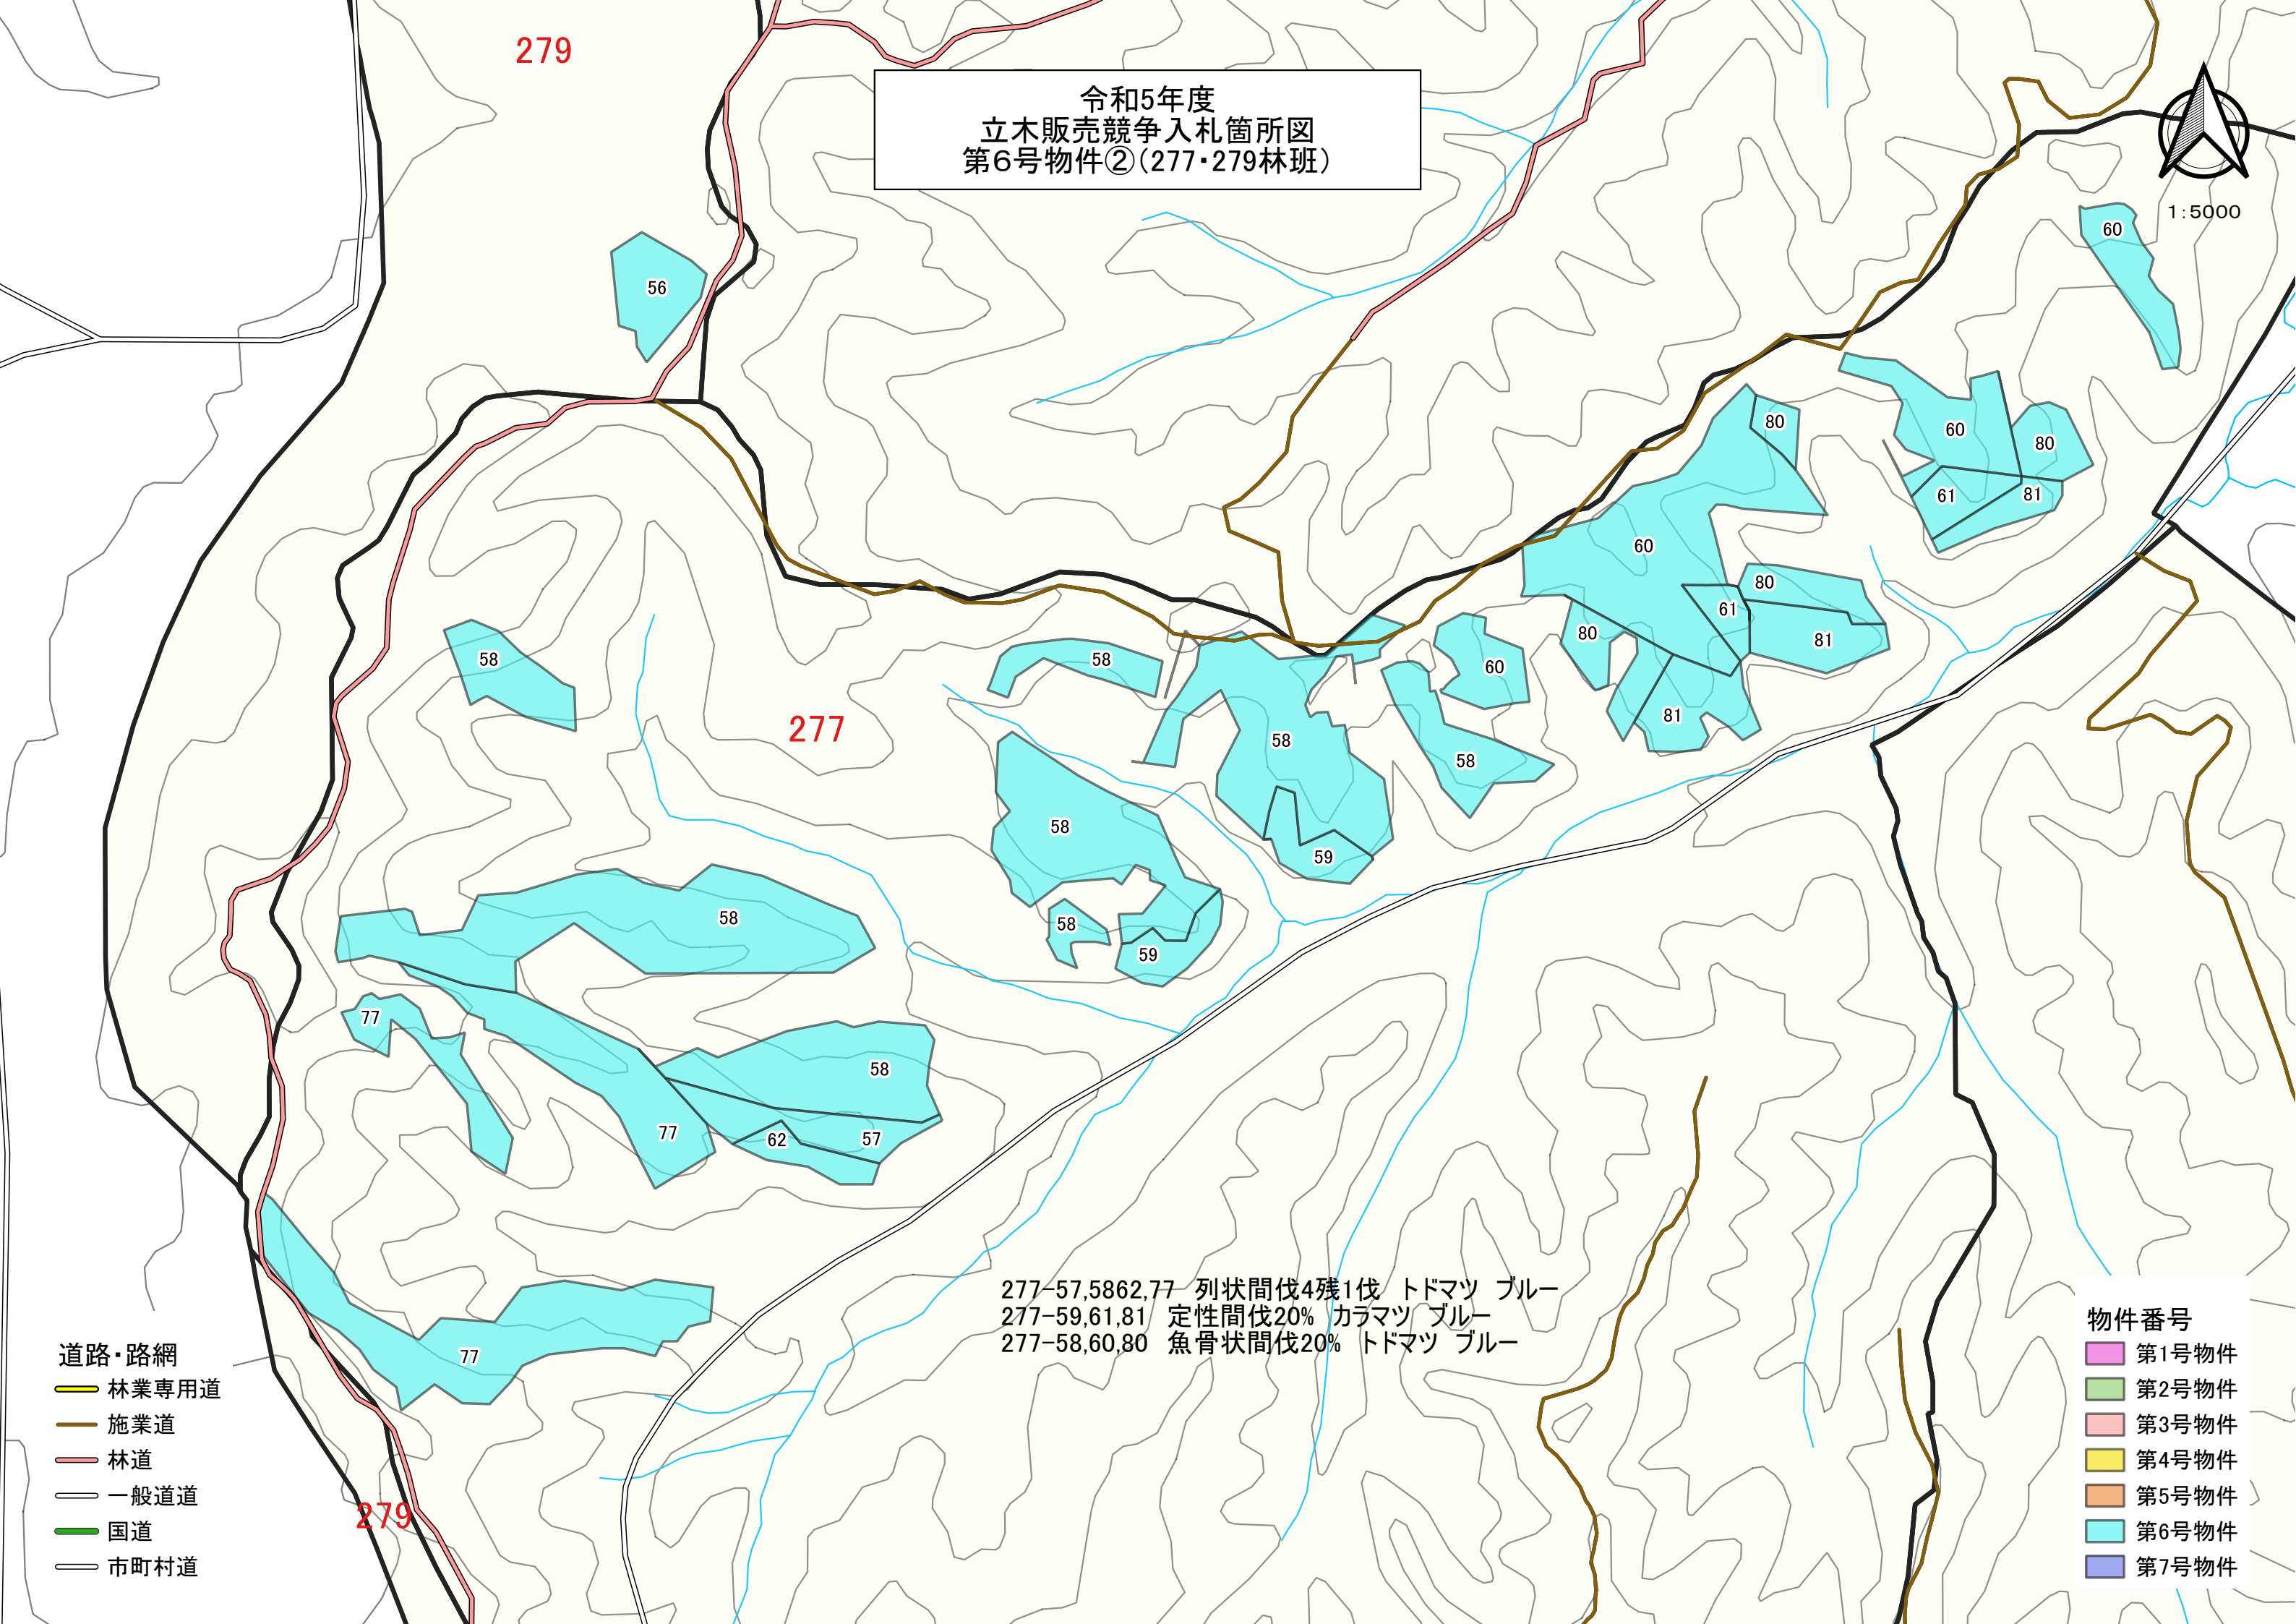 279
令和5年度
立木販売競争入札箇所図
第6号物件②(277・279林班)
1:5000
60
56
80
60
80
61
81
60
80
61
80
81
58
58
60
277
81
58
58
58
59
58
58
59
77
58
77
62
57
277-57,5862,77 列状間伐4残1伐 トドマツ ブルー
277-59,61,81 定性間伐20% カラマツ ブルー
277-58,60,80 魚骨状間伐20% トドマツ ブルー
77
279
道路・路網
林業専用道
施業道
林道
一般道道
国道
市町村道
物件番号
第1号物件
第2号物件
第3号物件
第4号物件
第5号物件
第6号物件
第7号物件